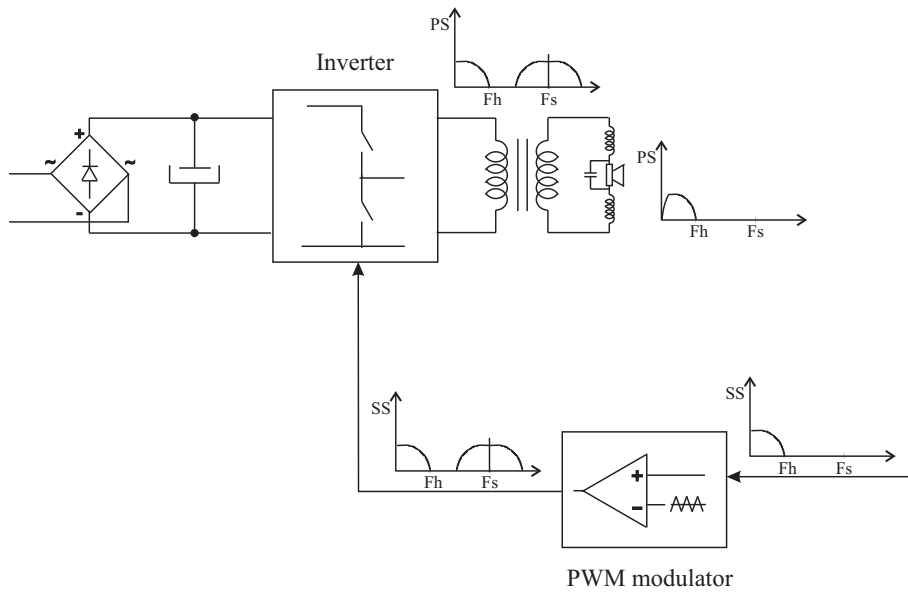 PS
Fh
Fs
Inverter
+
~
~
-
PS
Fh
Fs
SS
Fh
Fs
SS
Fh
Fs
+
-
PWM modulator